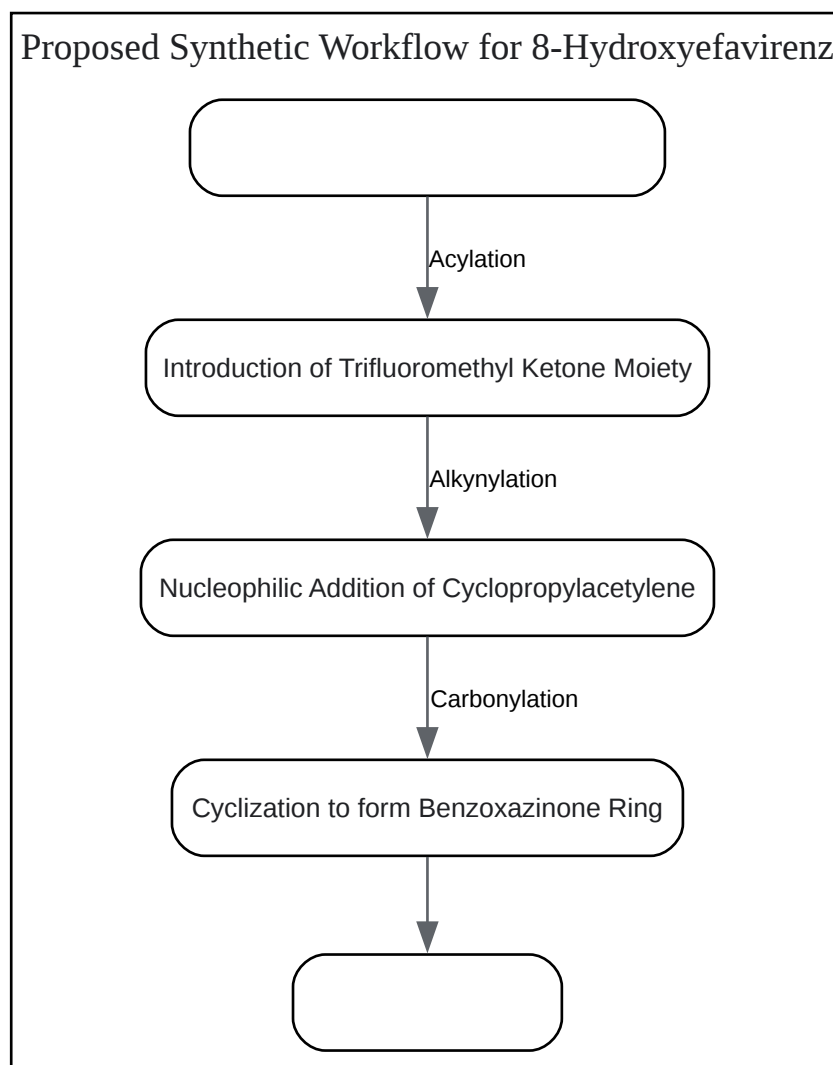 Proposed Synthetic Workflow for 8-Hydroxyefavirenz
Acylation
Introduction of Trifluoromethyl Ketone Moiety
Alkynylation
Nucleophilic Addition of Cyclopropylacetylene
Carbonylation
Cyclization to form Benzoxazinone Ring